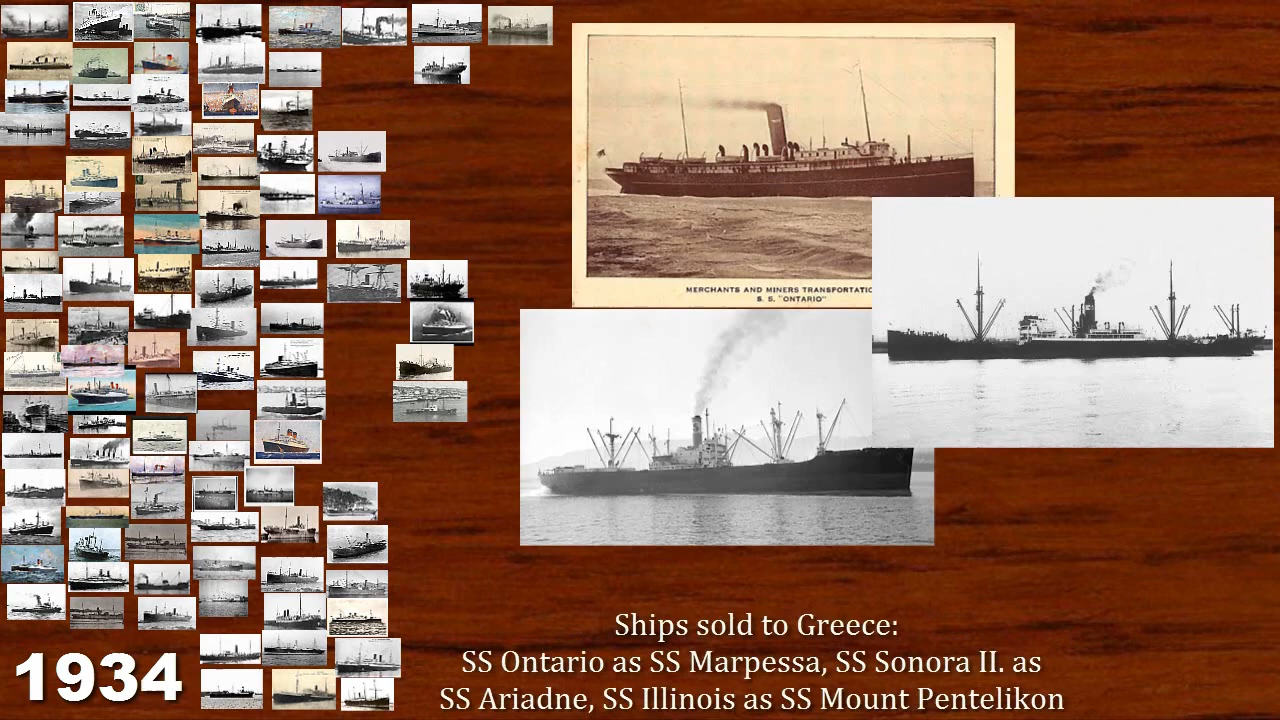 MERCHANTS AND MINERS TRANSPORTATIO
S. S. "ONTARIO"
Ships sold to Greece:
SS Ontario as SS Marpessa, SS Sonora II. as
SS Ariadne, SS Illinois as SS Mount Pentelikon
1934